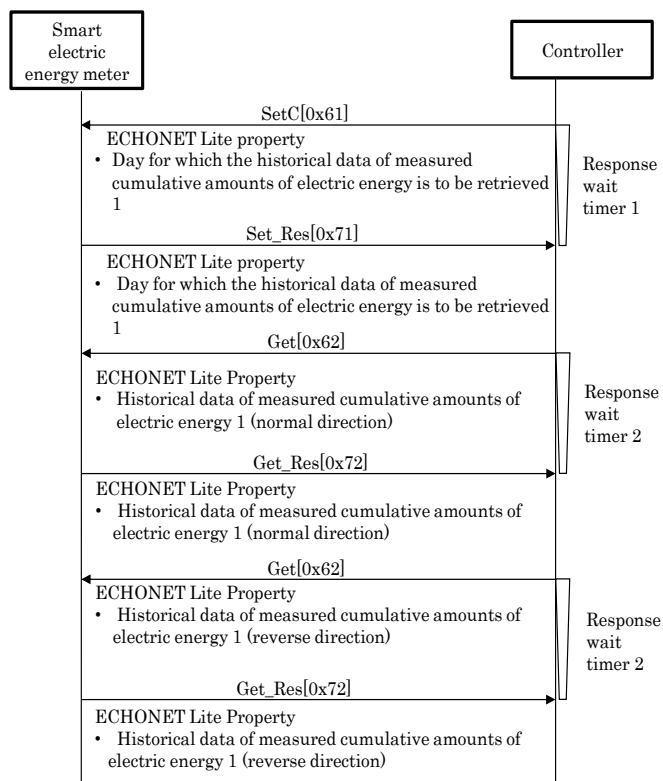 Smart
electric
energy meter
Controller
SetC[0x61]
ECHONET Lite property
• Day for which the historical data of measured
cumulative amounts of electric energy is to be retrieved
1
Response
wait
timer 1
Set_Res[0x71]
ECHONET Lite property
• Day for which the historical data of measured
cumulative amounts of electric energy is to be retrieved
1
Get[0x62]
ECHONET Lite Property
• Historical data of measured cumulative amounts of
electric energy 1 (normal direction)
Response
wait
timer 2
Get_Res[0x72]
ECHONET Lite Property
• Historical data of measured cumulative amounts of
electric energy 1 (normal direction)
Get[0x62]
ECHONET Lite Property
• Historical data of measured cumulative amounts of
electric energy 1 (reverse direction)
Response
wait
timer 2
Get_Res[0x72]
ECHONET Lite Property
• Historical data of measured cumulative amounts of
electric energy 1 (reverse direction)